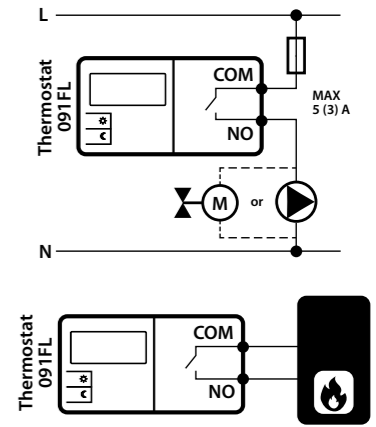 L
COM
MAX
5 (3) A
Thermostat
091FL
NO
M
or
N
COM
Thermostat
091FL
NO